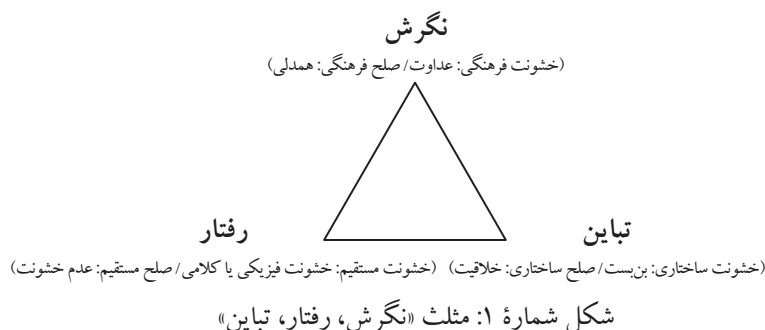 نگرش
(خشونت فرهنگی: عداوت/ صلح فرهنگی: همدلی)
تباین
رفتار
(خشونت ساختاری: بن‌بست/ صلح ساختاری: خلاقیت)
(خشونت مستقیم: خشونت فیزیکی یا کلامی/ صلح مستقیم: عدم خشونت)
شکل شمارهٔ ۱: مثلث «نگرش، رفتار، تباین»